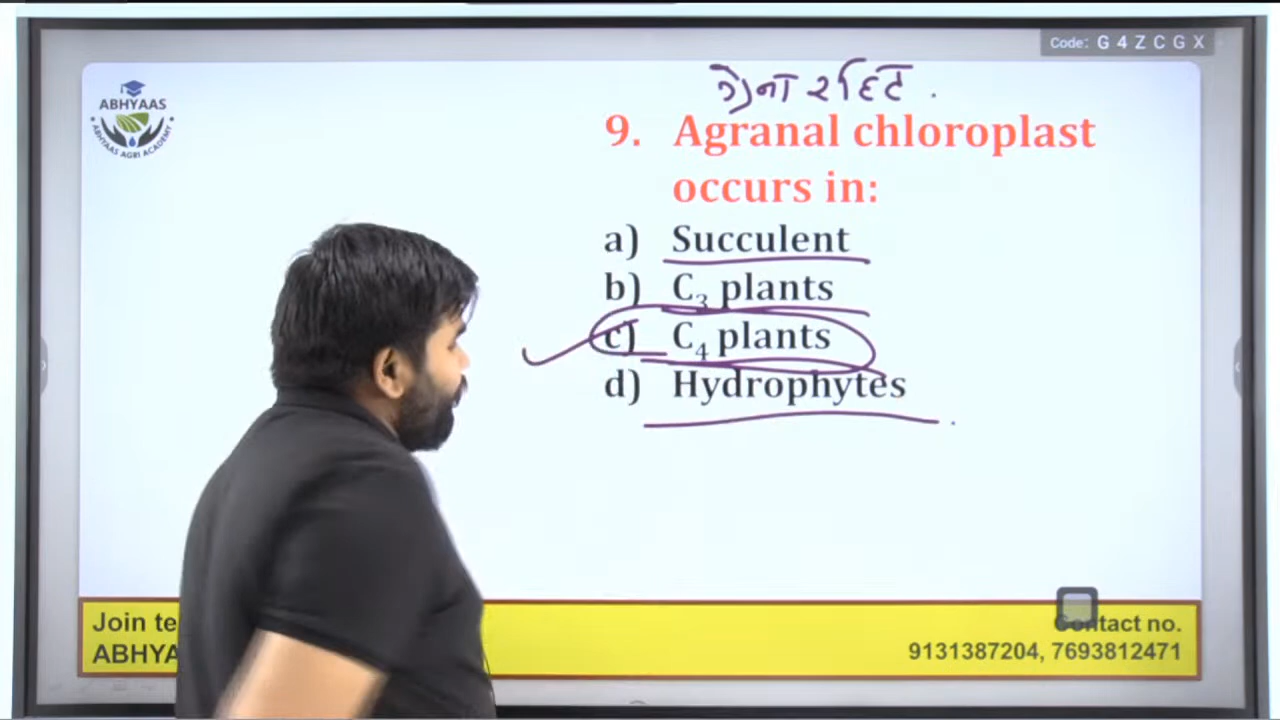 Code: G4ZCGX
ABHYAAS
ABHYAAS AGRI ACADEMY
ग्रेना रहित.
9. Agranal chloroplast
occurs in:
a) Succulent
b) C₃ plants
c) C₄ plants
d) Hydrophytes
Join te
ABHYA
Contact no.
9131387204, 7693812471